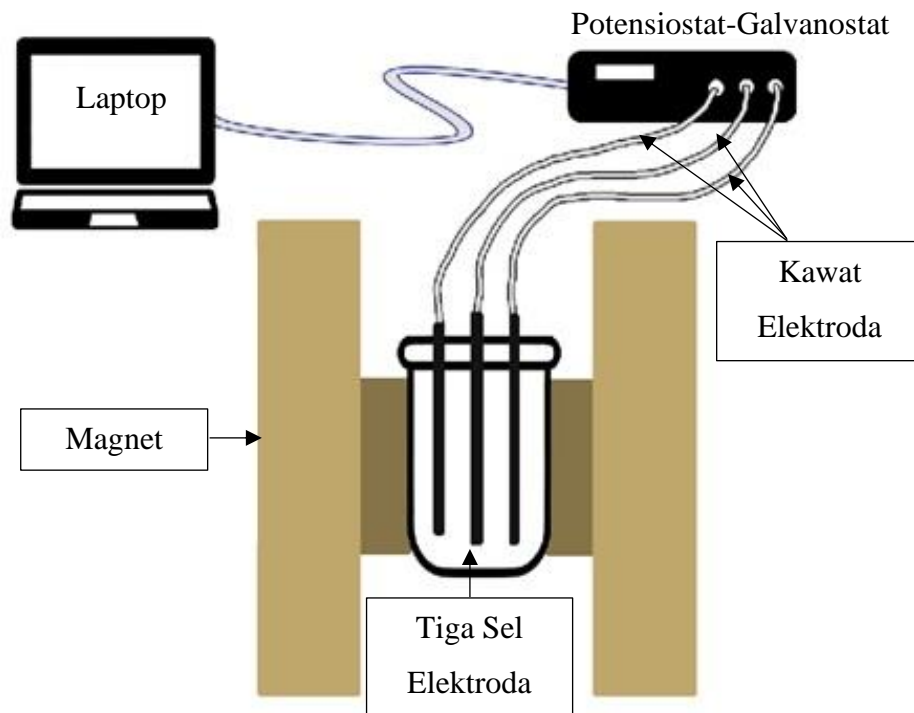 Potensiostat-Galvanostat
Laptop
Kawat
Elektroda
Magnet
Tiga Sel
Elektroda